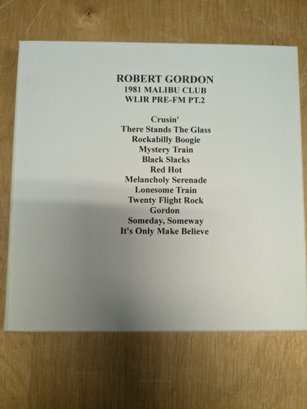 ROBERT GORDON
1981 MALIBU CLUB
WLIR PRE-FM PT.2
Crusin'
There Stands The Glass
Rockabilly Boogie
Mystery Train
Black Slacks
Red Hot
Melancholy Serenade
Lonesome Train
Twenty Flight Rock
Gordon
Someday, Someway
It's Only Make Believe